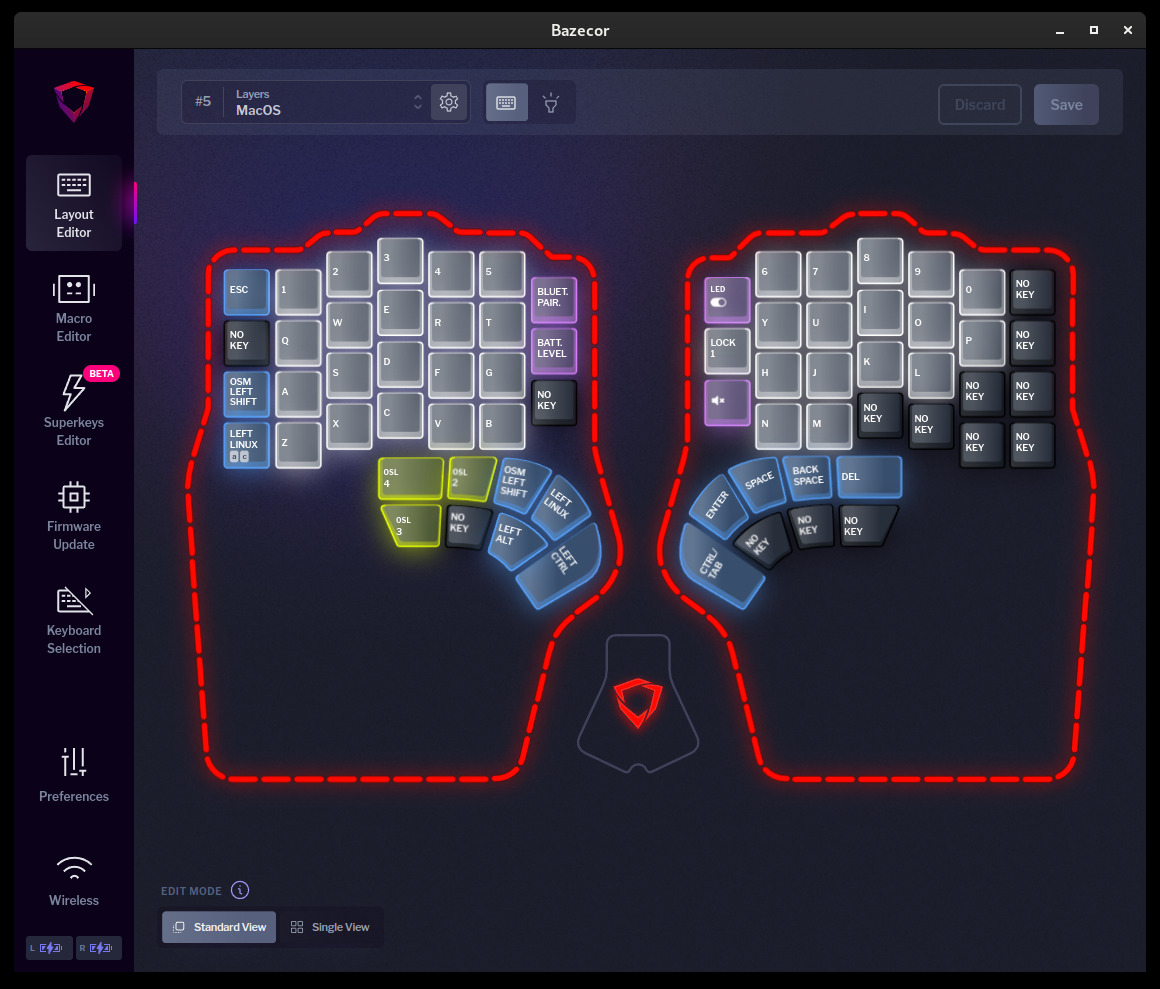 Bazecor
#5
Layers
MacOS
Discard
Save
Layout
Editor
Macro
Editor
BETA
Superkeys
Editor
Firmware
Update
Keyboard
Selection
Preferences
Wireless
L
R
ESC
1
2
3
4
5
BLUET.
PAIR.
NO
KEY
Q
W
E
R
T
BATT.
LEVEL
OSM
LEFT
SHIFT
A
S
D
F
G
NO
KEY
LEFT
LINUX
a c
Z
X
C
V
B
OSL
4
OSL
2
OSM
LEFT
SHIFT
LEFT
LINUX
OSL
3
NO
KEY
LEFT
ALT
LEFT
CTRL
LED
6
7
8
9
0
NO
KEY
LOCK
1
Y
U
I
O
P
NO
KEY
H
J
K
L
NO
KEY
NO
KEY
N
M
NO
KEY
NO
KEY
NO
KEY
NO
KEY
ENTER
SPACE
BACK
SPACE
DEL
CTRL/
TAB
NO
KEY
NO
KEY
NO
KEY
EDIT MODE
i
Standard View
Single View